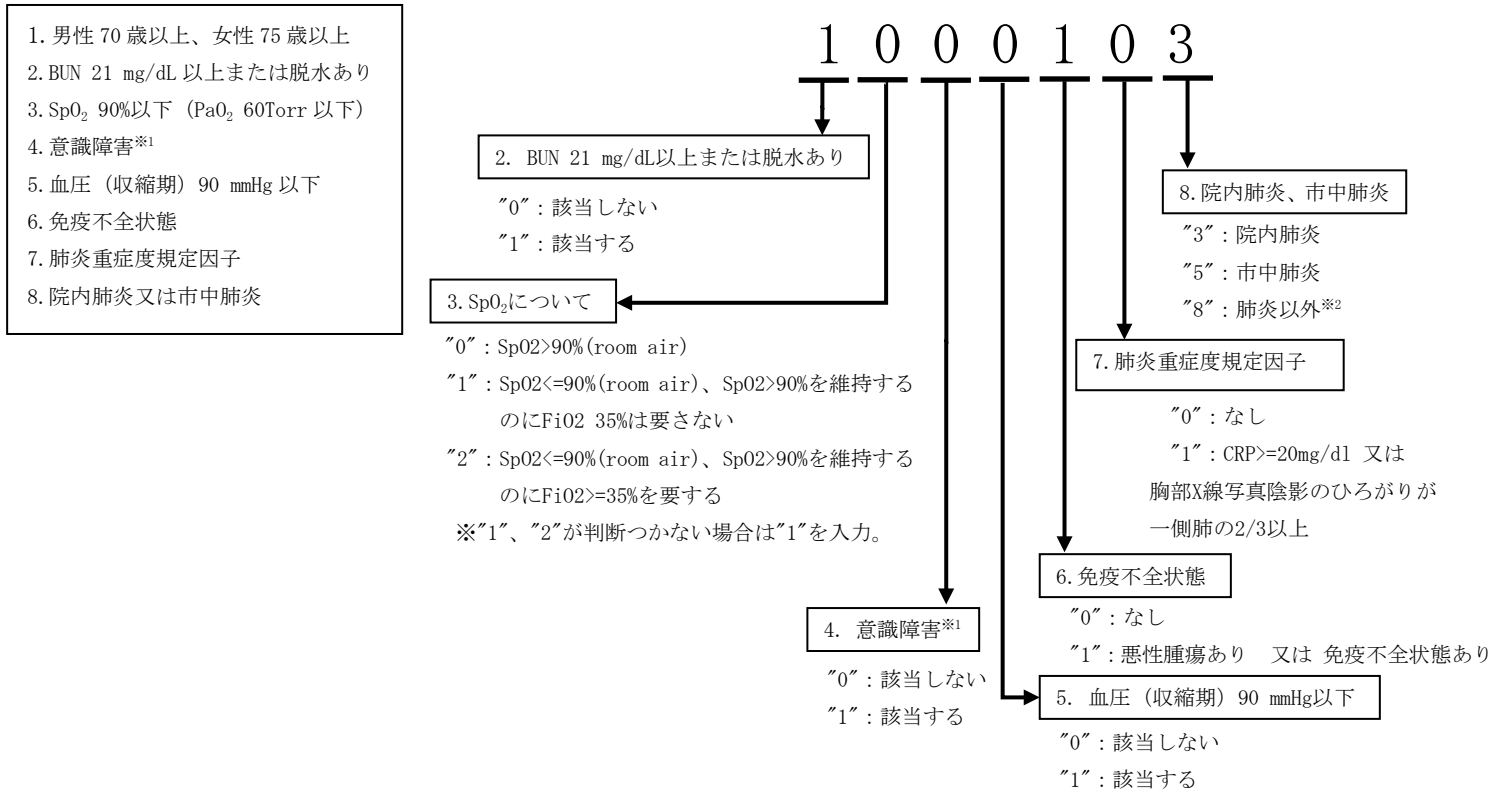 1. 男性 70 歳以上、女性 75 歳以上
2. BUN 21 mg/dL 以上または脱水あり
3. SpO₂ 90%以下（PaO₂ 60Torr 以下）
4. 意識障害※1
5. 血圧（収縮期）90 mmHg 以下
6. 免疫不全状態
7. 肺炎重症度規定因子
8. 院内肺炎又は市中肺炎
1 0 0 0 1 0 3
2. BUN 21 mg/dL以上または脱水あり
"0"：該当しない
"1"：該当する
3. SpO₂について
"0"：SpO2>90%(room air)
"1"：SpO2<=90%(room air)、SpO2>90%を維持する
のにFiO2 35%は要さない
"2"：SpO2<=90%(room air)、SpO2>90%を維持する
のにFiO2>=35%を要する
※"1"、"2"が判断つかない場合は"1"を入力。
4. 意識障害※1
"0"：該当しない
"1"：該当する
5. 血圧（収縮期）90 mmHg以下
"0"：該当しない
"1"：該当する
6. 免疫不全状態
"0"：なし
"1"：悪性腫瘍あり　又は 免疫不全状態あり
7. 肺炎重症度規定因子
"0"：なし
"1"：CRP>=20mg/dl 又は
胸部X線写真陰影のひろがりが
一側肺の2/3以上
8. 院内肺炎、市中肺炎
"3"：院内肺炎
"5"：市中肺炎
"8"：肺炎以外※2